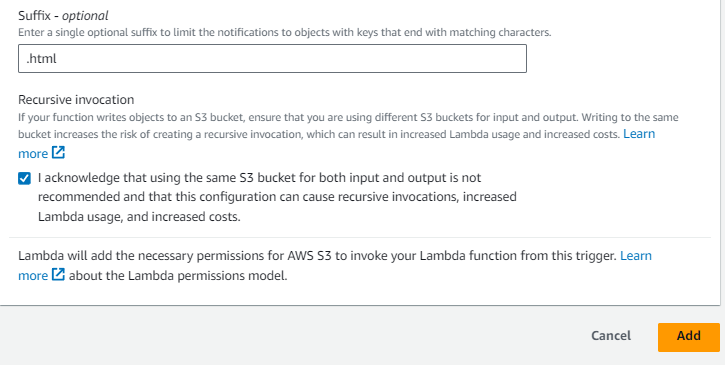 Suffix - optional
Enter a single optional suffix to limit the notifications to objects with keys that end with matching characters.
.html
Recursive invocation
If your function writes objects to an S3 bucket, ensure that you are using different S3 buckets for input and output. Writing to the same
bucket increases the risk of creating a recursive invocation, which can result in increased Lambda usage and increased costs. Learn
more
I acknowledge that using the same S3 bucket for both input and output is not
recommended and that this configuration can cause recursive invocations, increased
Lambda usage, and increased costs.
Lambda will add the necessary permissions for AWS S3 to invoke your Lambda function from this trigger. Learn
more about the Lambda permissions model.
Cancel Add